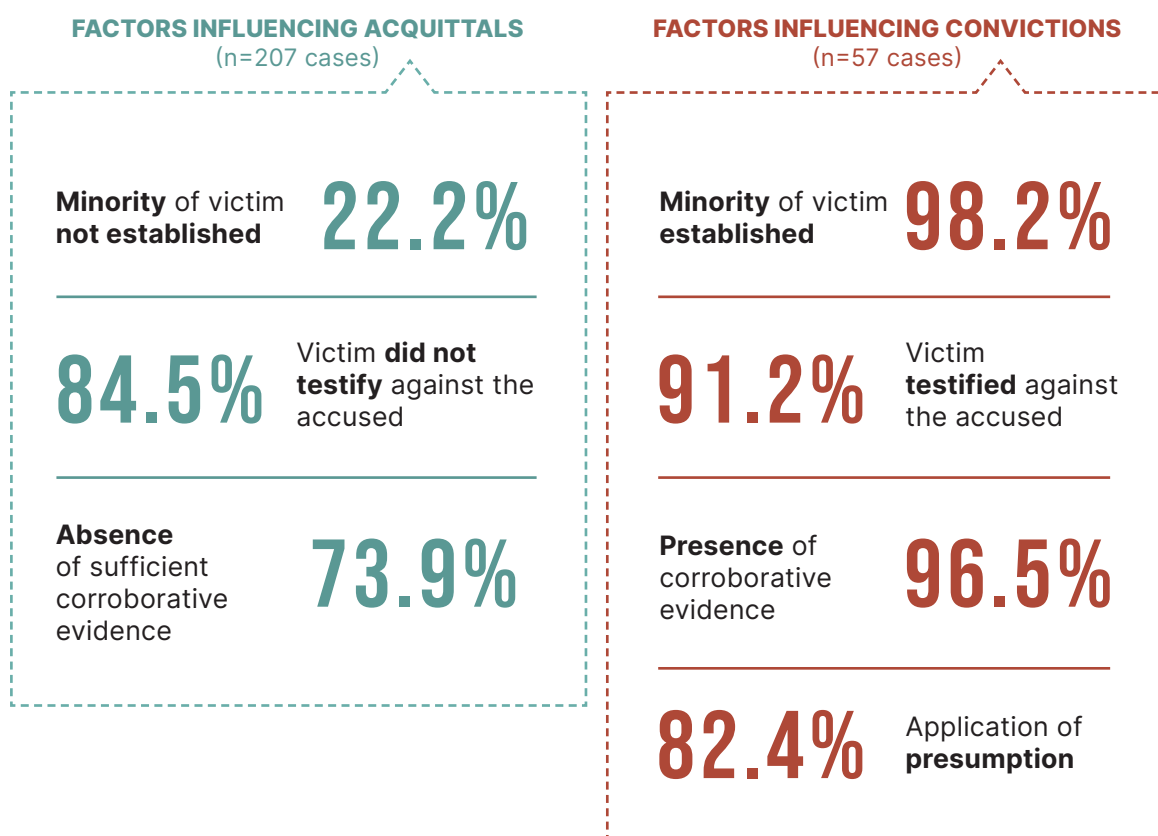 FACTORS INFLUENCING ACQUITTALS
(n=207 cases)
Minority of victim
not established
22.2%
84.5%
Victim did not
testify against the
accused
Absence
of sufficient
corroborative
evidence
73.9%
FACTORS INFLUENCING CONVICTIONS
(n=57 cases)
Minority of victim
established
98.2%
91.2%
Victim
testified against
the accused
Presence of
corroborative
evidence
96.5%
82.4%
Application of
presumption